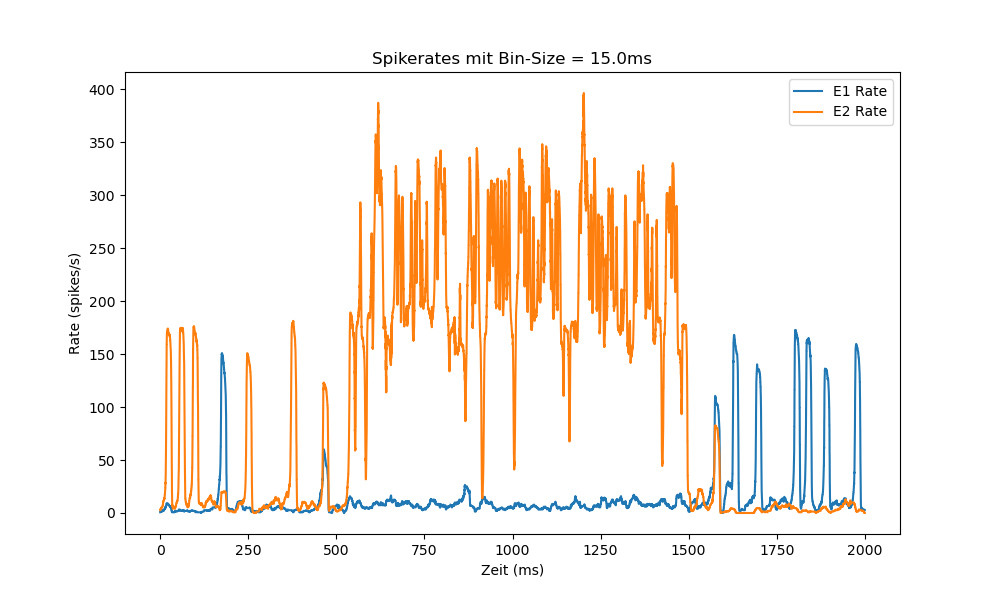 Spikerates mit Bin-Size = 15.0ms
E1 Rate
E2 Rate
400
350
300
250
200
150
100
50
0
Rate (spikes/s)
0 250 500 750 1000 1250 1500 1750 2000
Zeit (ms)